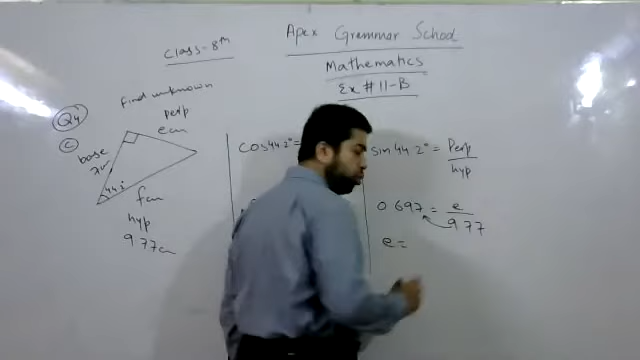 Class-8th
Apex Grammar School
Mathematics
Ex # 11-B
Q4
find unknown
c
perp
e cm
base
44.2°
f cm
hyp
9.77cm
cos 44.2° =
sin 44.2° = Perp
hyp
0.697 = e
9.77
e =